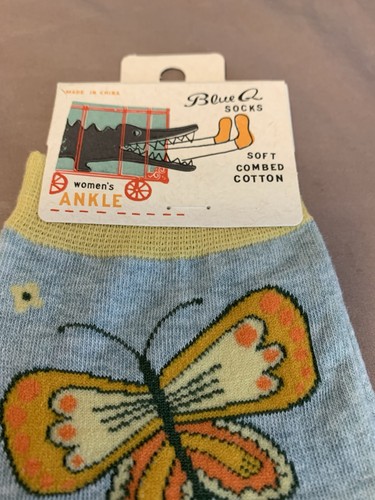 MADE IN CHINA
Blue Q
SOCKS
SOFT
COMBED
COTTON
women's
ANKLE